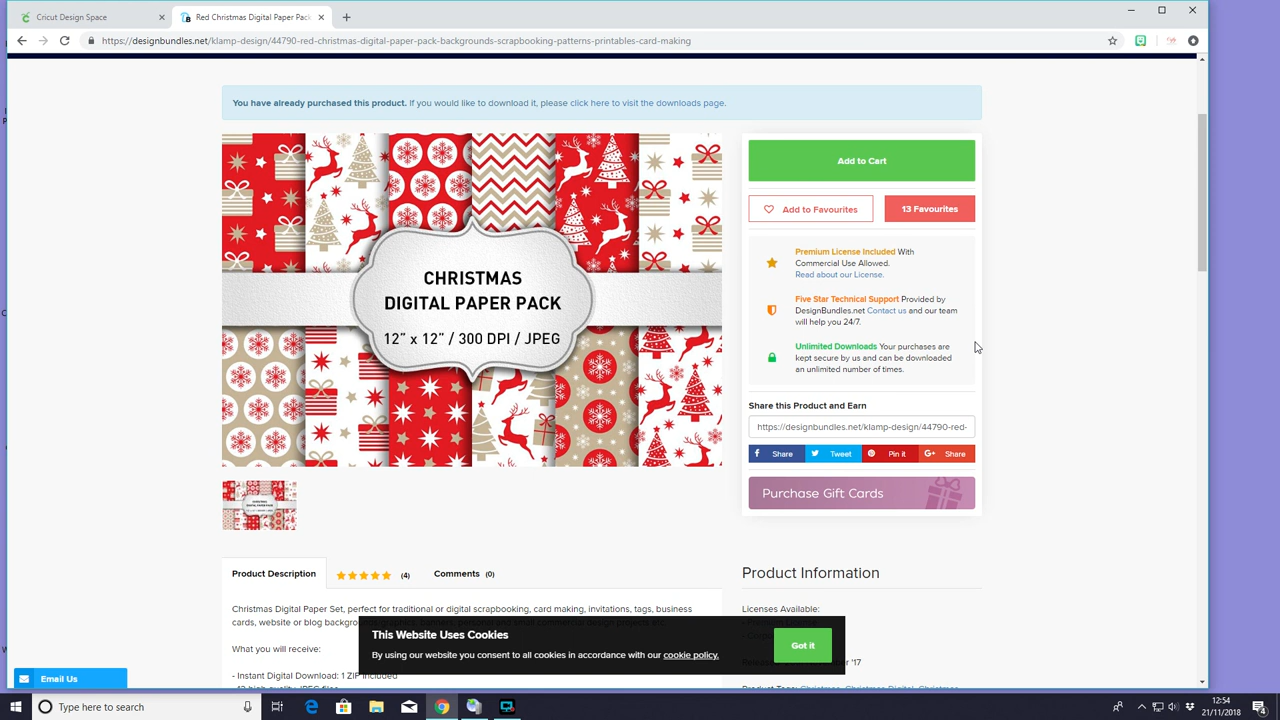 Cricut Design Space
Red Christmas Digital Paper Pack
https://designbundles.net/klamp-design/44790-red-christmas-digital-paper-pack-backgrounds-scrapbooking-patterns-printables-card-making
You have already purchased this product. If you would like to download it, please click here to visit the downloads page.
CHRISTMAS
DIGITAL PAPER PACK
12" x 12" / 300 DPI / JPEG
Add to Cart
Add to Favourites
13 Favourites
Premium License Included With
Commercial Use Allowed.
Read about our License.
Five Star Technical Support Provided by
DesignBundles.net Contact us and our team
will help you 24/7.
Unlimited Downloads Your purchases are
kept secure by us and can be downloaded
an unlimited number of times.
Share this Product and Earn
https://designbundles.net/klamp-design/44790-red-
Share
Tweet
Pin it
G+ Share
Purchase Gift Cards
Product Description
(4)
Comments (0)
Christmas Digital Paper Set, perfect for traditional or digital scrapbooking, card making, invitations, tags, business
cards, website or blog
What you will receive:
- Instant Digital Download: 1 ZIP included
Product Information
Licenses Available:
'17
This Website Uses Cookies
By using our website you consent to all cookies in accordance with our cookie policy.
Got it
Email Us
Type here to search
12:54
21/11/2018
4